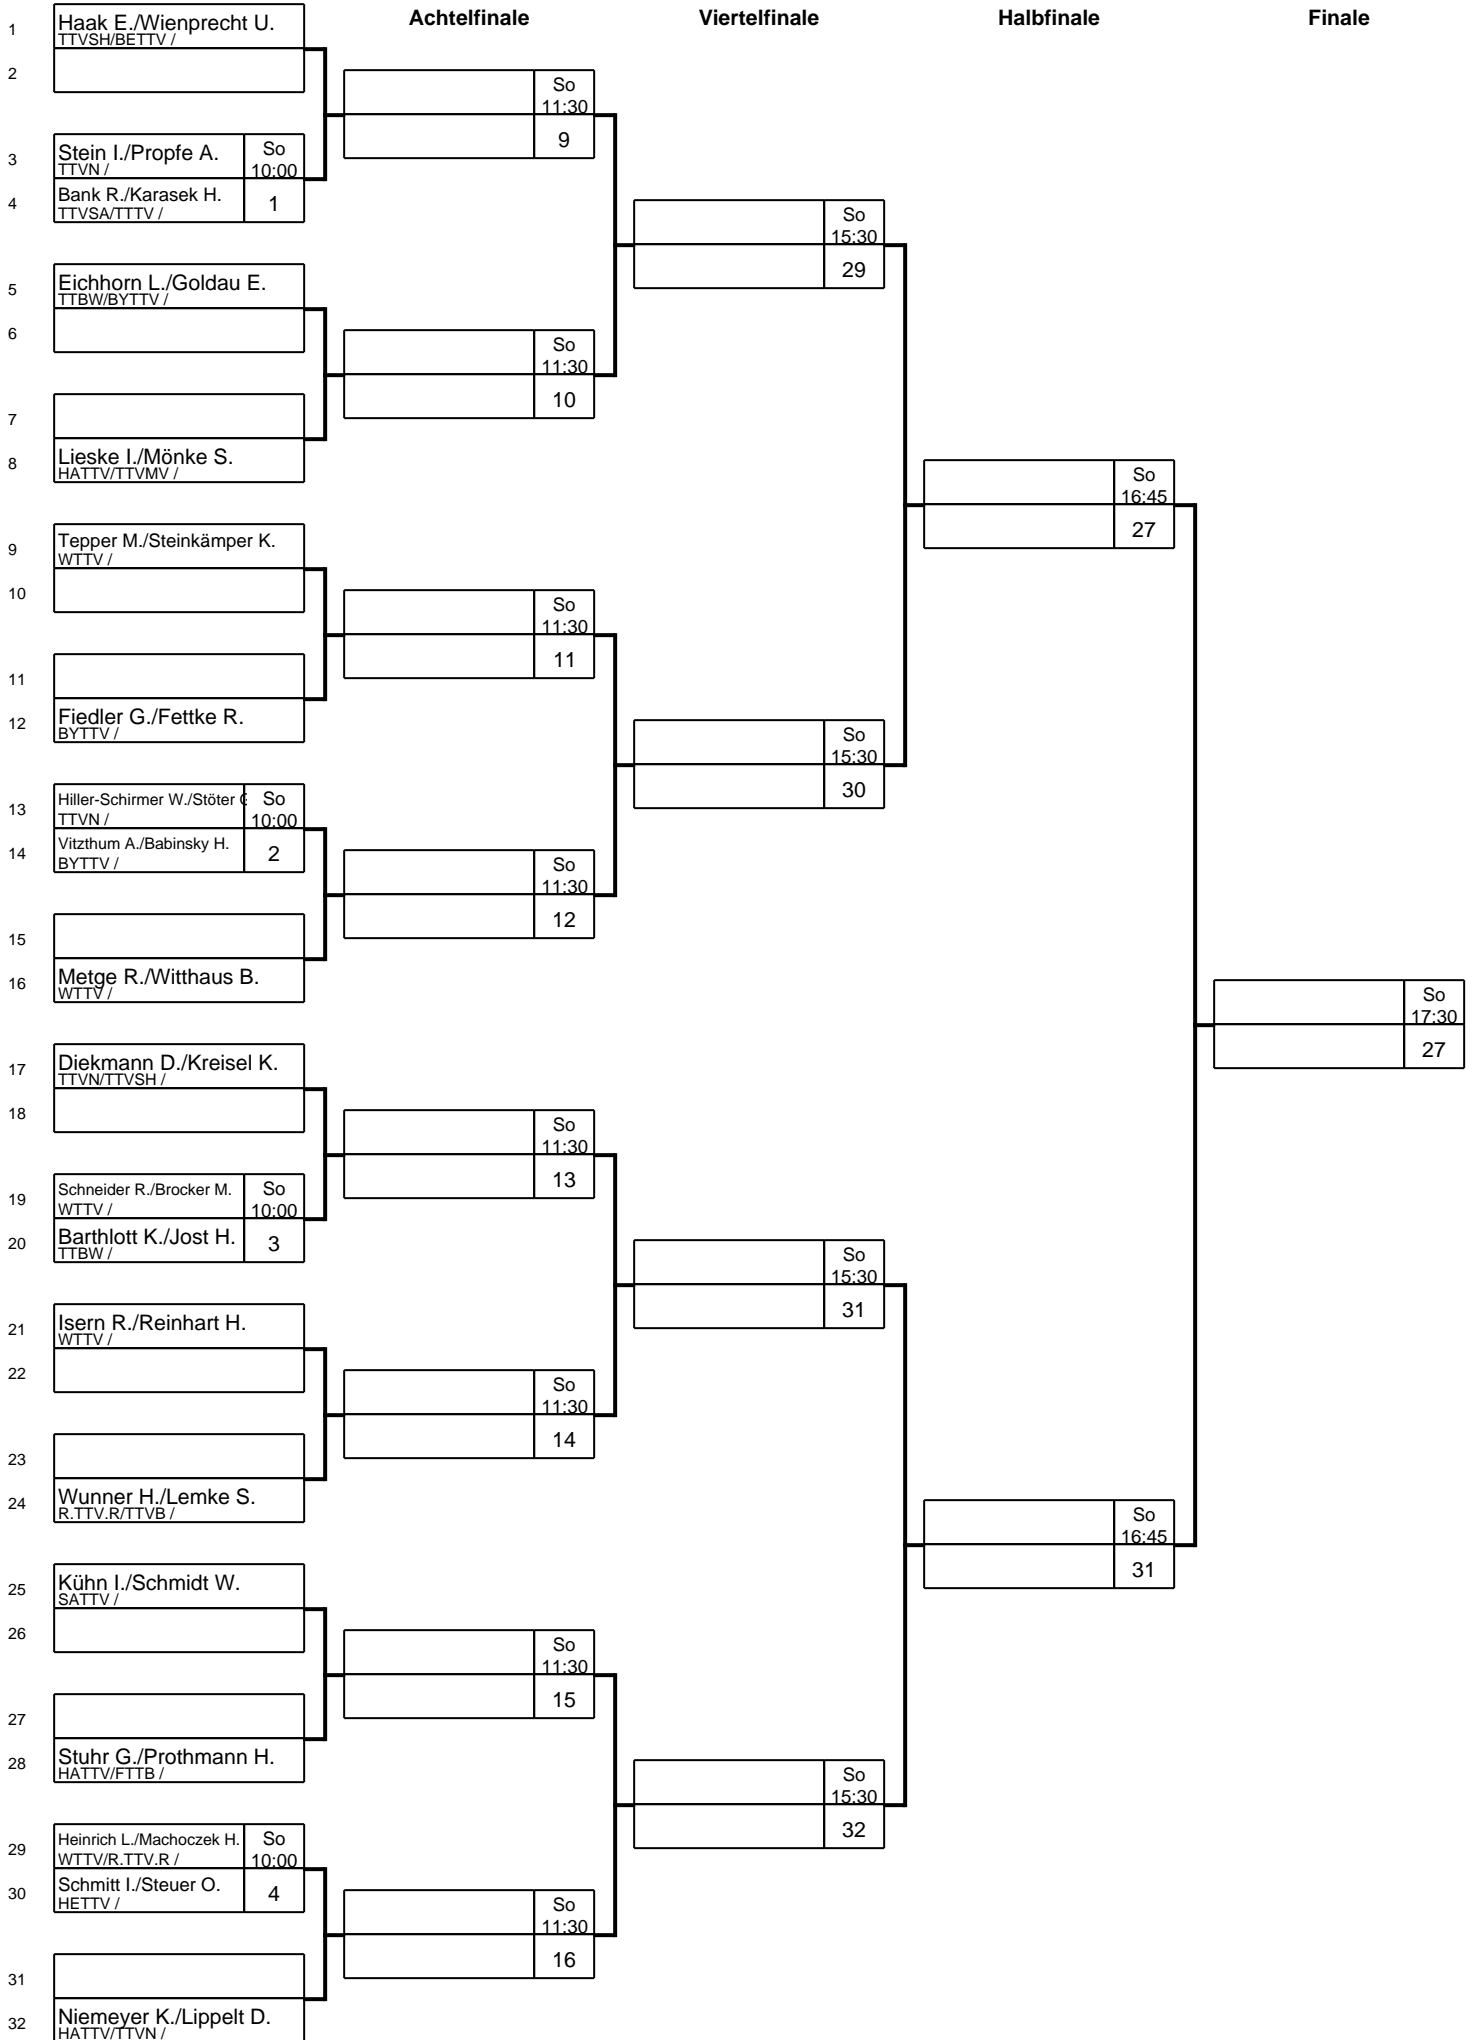 Achtelfinale Viertelfinale Halbfinale Finale
1 Haak E./Wienprecht U.
TTVSH/BETTV /
2
So
11:30
9
3 Stein I./Propfe A. So
TTVN / 10:00
4 Bank R./Karasek H. 1
TTVSA/TTTV /
So
15:30
29
5 Eichhorn L./Goldau E.
TTBW/BYTTV /
6
So
11:30
10
7
8 Lieske I./Mönke S.
HATTV/TTVMV /
So
16:45
27
9 Tepper M./Steinkämper K.
WTTV /
10
So
11:30
11
11
12 Fiedler G./Fettke R.
BYTTV /
So
15:30
30
13 Hiller-Schirmer W./Stöter So
TTVN / 10:00
14 Vitzthum A./Babinsky H. 2
BYTTV /
So
11:30
12
15
16 Metge R./Witthaus B.
WTTV /
So
17:30
27
17 Diekmann D./Kreisel K.
TTVN/TTVSH /
18
So
11:30
13
19 Schneider R./Brocker M. So
WTTV / 10:00
20 Barthlott K./Jost H. 3
TTBW /
So
15:30
31
21 Isern R./Reinhart H.
WTTV /
22
So
11:30
14
23
24 Wunner H./Lemke S.
R.TTV.R/TTVB /
So
16:45
31
25 Kühn I./Schmidt W.
SATTV /
26
So
11:30
15
27
28 Stuhr G./Prothmann H.
HATTV/FTTB /
So
15:30
32
29 Heinrich L./Machoczek H. So
WTTV/R.TTV.R / 10:00
30 Schmitt I./Steuer O. 4
HETTV /
So
11:30
16
31
32 Niemeyer K./Lippelt D.
HATTV/TTVN /